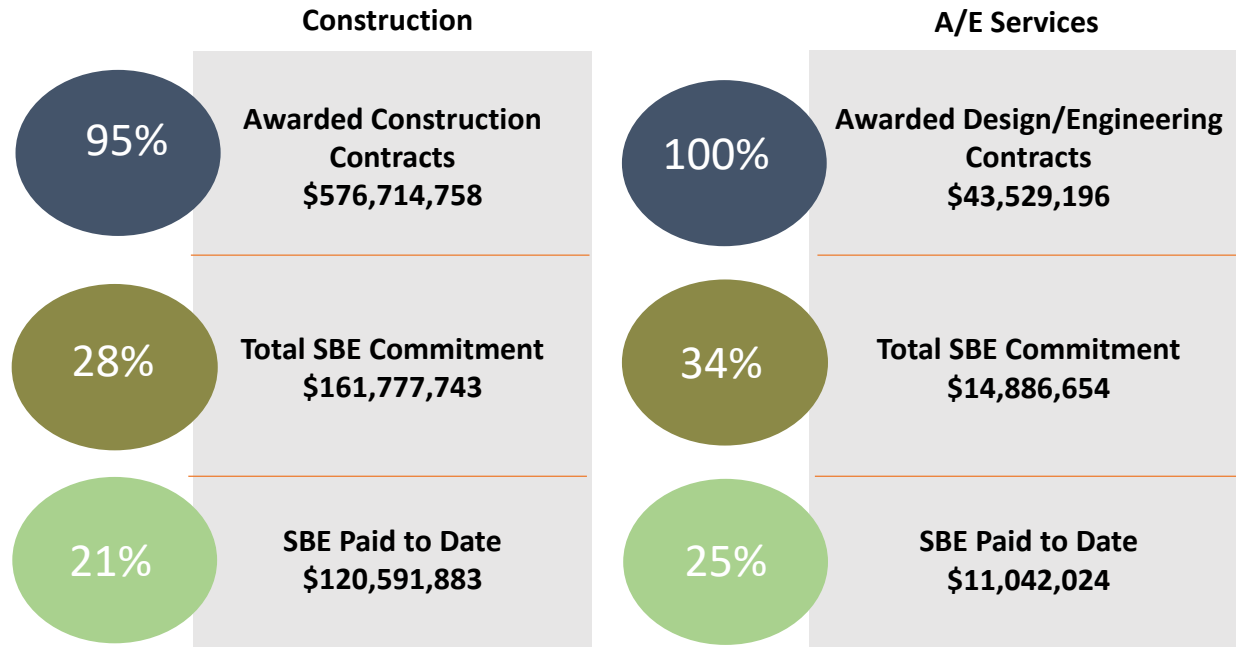 Construction
95%
Awarded Construction
Contracts
$576,714,758
28%
Total SBE Commitment
$161,777,743
21%
SBE Paid to Date
$120,591,883
A/E Services
100%
Awarded Design/Engineering
Contracts
$43,529,196
34%
Total SBE Commitment
$14,886,654
25%
SBE Paid to Date
$11,042,024